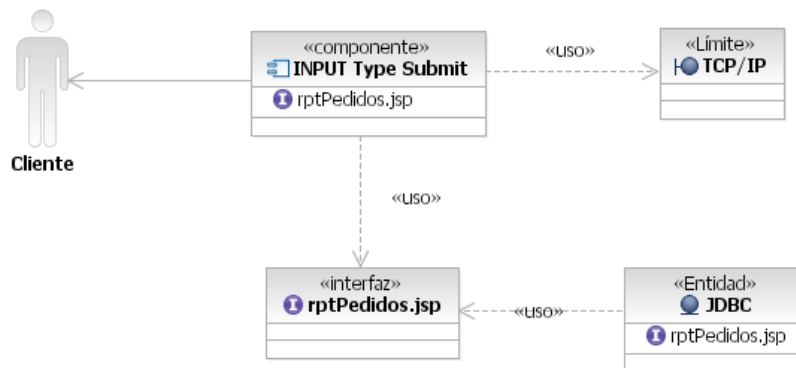 «componente»
INPUT Type Submit
rptPedidos.jsp
«uso»
«Límite»
TCP/IP
Cliente
«uso»
«interfaz»
rptPedidos.jsp
«uso»
«Entidad»
JDBC
rptPedidos.jsp